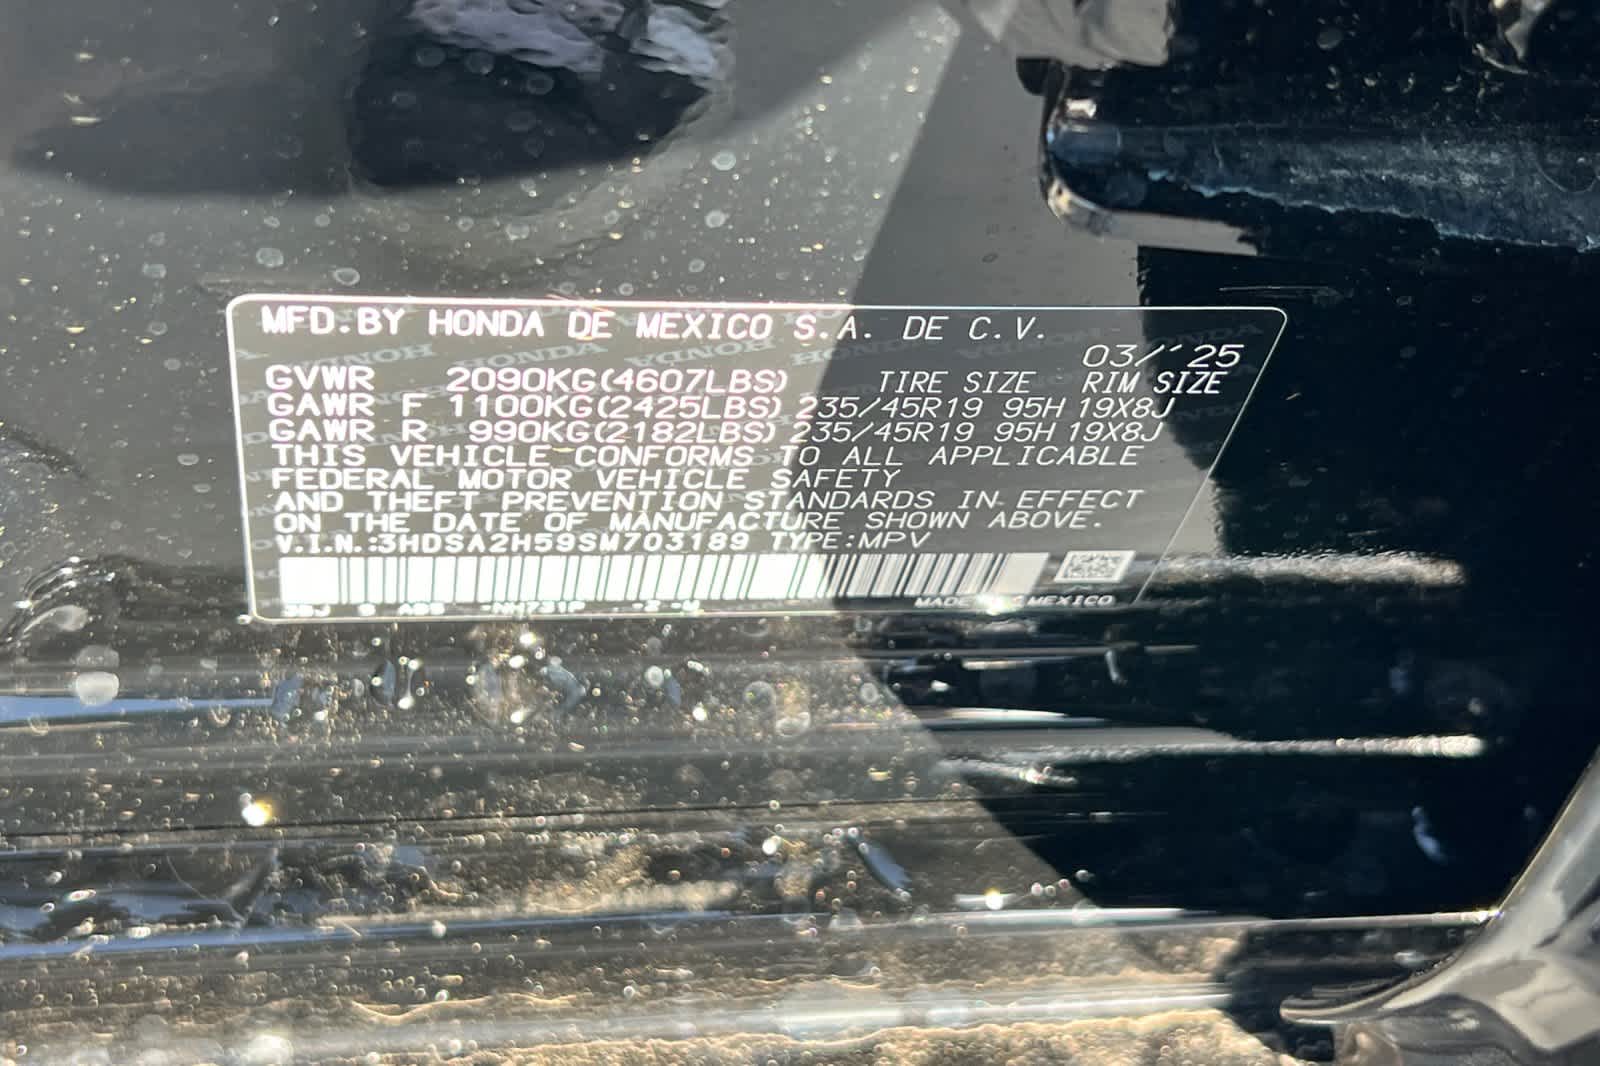 MFD.BY HONDA DE MEXICO S.A. DE C.V.
03/'25
GVWR 2090KG(4607LBS) TIRE SIZE RIM SIZE
GAWR F 1100KG(2425LBS) 235/45R19 95H 19X8J
GAWR R 990KG(2182LBS) 235/45R19 95H 19X8J
THIS VEHICLE CONFORMS TO ALL APPLICABLE
FEDERAL MOTOR VEHICLE SAFETY
AND THEFT PREVENTION STANDARDS IN EFFECT
ON THE DATE OF MANUFACTURE SHOWN ABOVE.
V.I.N.:3HDSA2H59SM703189 TYPE:MPV
MADE MEXICO